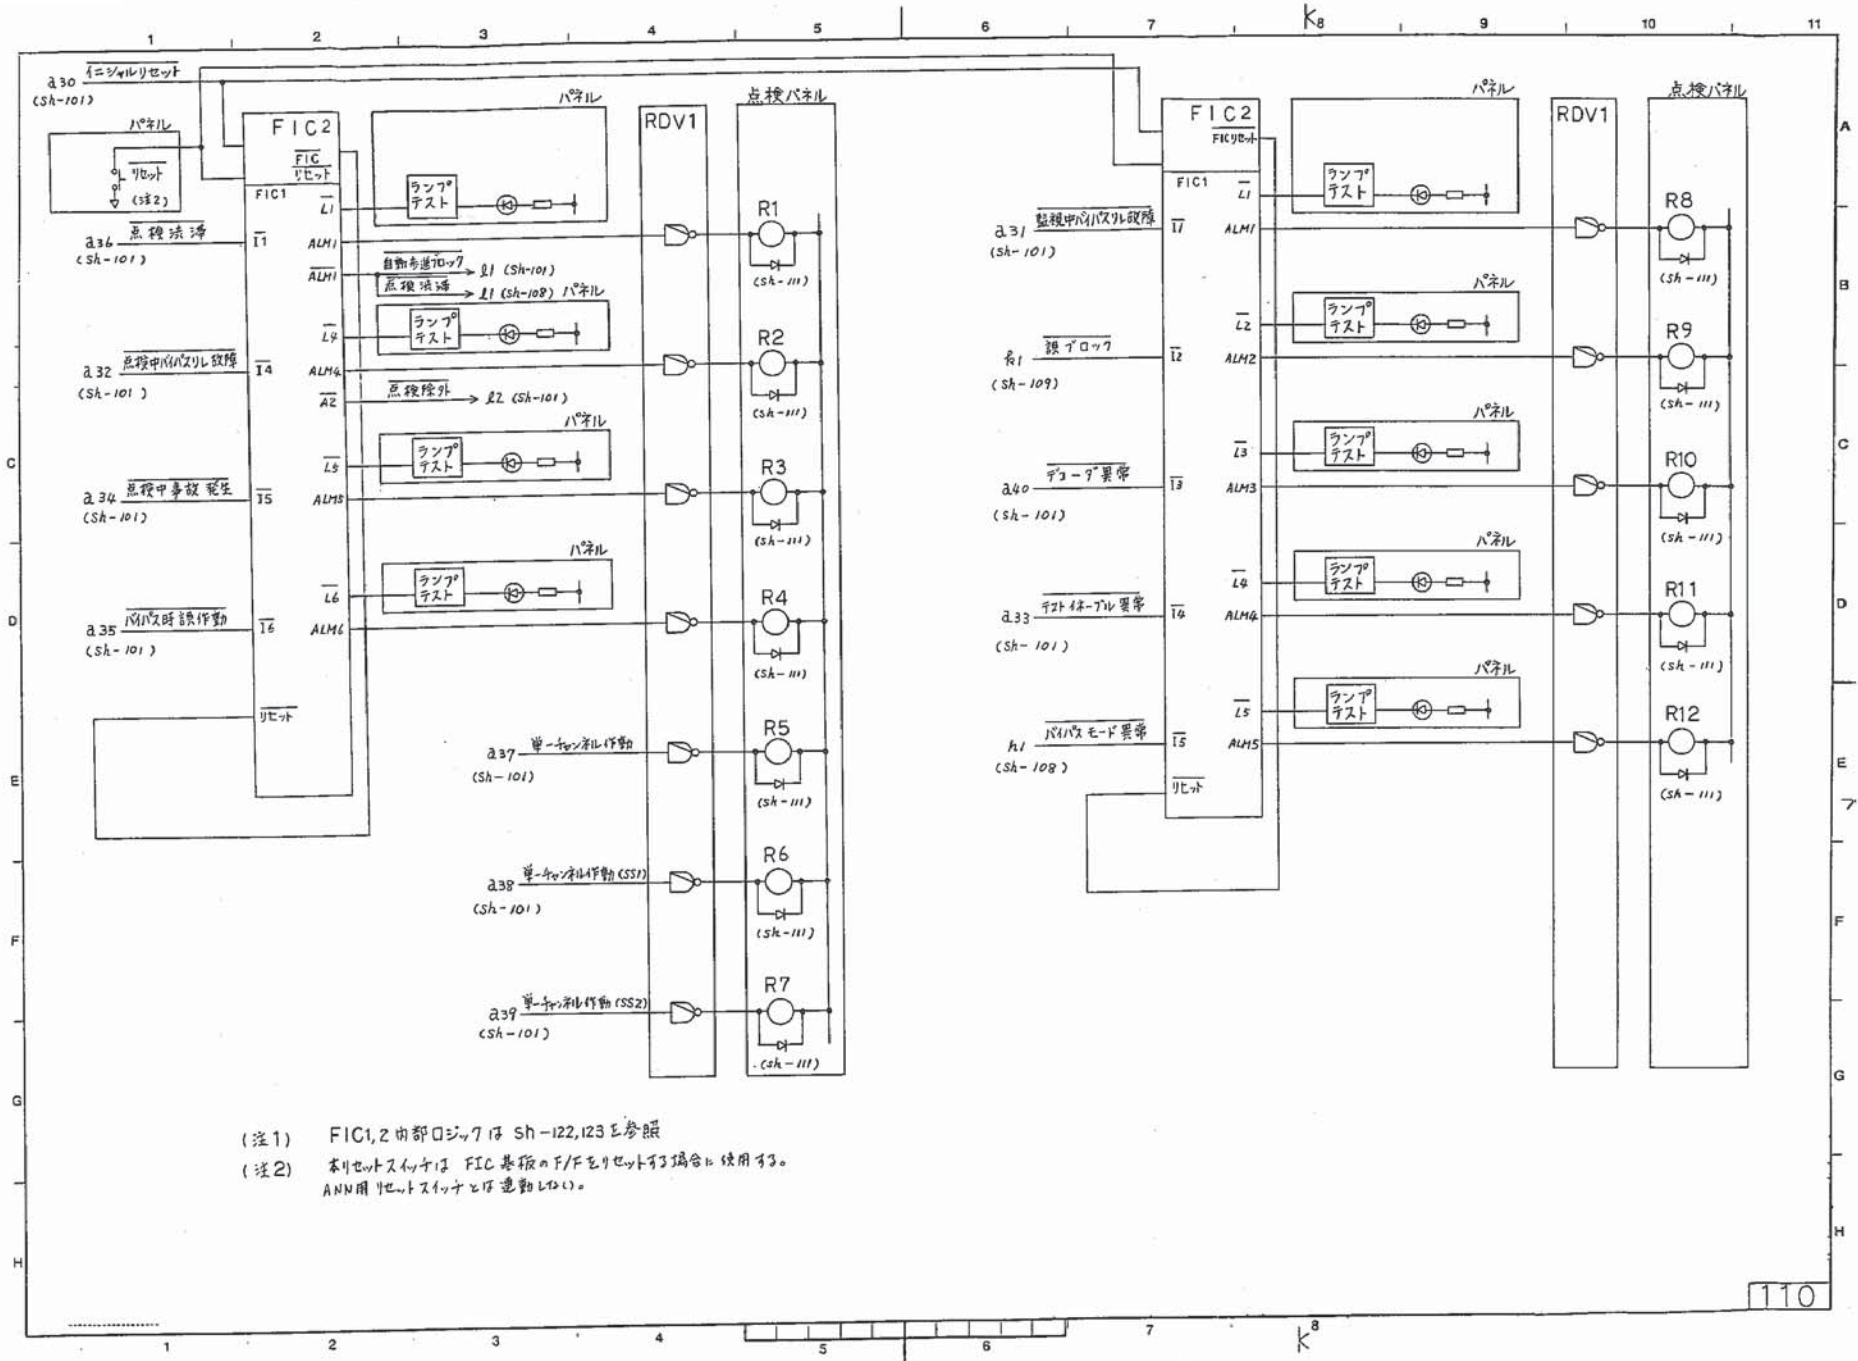 1 2 3 4 5 6 7 K8 9 10 11
a30 イニシャルリセット
(sh-101)
パネル
リセット
(注2)
FIC2
FIC
リセット
FIC1
パネル
L1
ランプ
テスト
RDV1
点検パネル
a36 点検渋滞
(sh-101)
I1
ALM1
R1
(sh-111)
ALM1
自動歩進ブロック
l1 (sh-101)
点検渋滞
l1 (sh-108)
パネル
L4
ランプ
テスト
a32 点検中バイパスリレ故障
(sh-101)
I4
ALM4
R2
(sh-111)
A2
点検除外
l2 (sh-101)
パネル
L5
ランプ
テスト
a34 点検中事故発生
(sh-101)
I5
ALM5
R3
(sh-111)
パネル
L6
ランプ
テスト
a35 バイパス時誤作動
(sh-101)
I6
ALM6
R4
(sh-111)
リセット
a37 単一チャンネル作動
(sh-101)
R5
(sh-111)
a38 単一チャンネル作動(SS1)
(sh-101)
R6
(sh-111)
a39 単一チャンネル作動(SS2)
(sh-101)
R7
(sh-111)
FIC2
FICリセット
FIC1
パネル
L1
ランプ
テスト
RDV1
点検パネル
a31 監視中バイパスリレ故障
(sh-101)
I1
ALM1
R8
(sh-111)
パネル
L2
ランプ
テスト
k1 誤ブロック
(sh-109)
I2
ALM2
R9
(sh-111)
パネル
L3
ランプ
テスト
a40 デコーダ異常
(sh-101)
I3
ALM3
R10
(sh-111)
パネル
L4
ランプ
テスト
a33 テストイネーブル異常
(sh-101)
I4
ALM4
R11
(sh-111)
パネル
L5
ランプ
テスト
h1 バイパスモード異常
(sh-108)
I5
ALM5
R12
(sh-111)
リセット
A
B
C
D
E
F
G
H
C
D
E
F
G
H
(注1) FIC1,2内部ロジックは sh-122,123を参照
(注2) 本リセットスイッチは FIC基板のF/Fをリセットする場合に使用する。
ANN用リセットスイッチとは連動しない。
110
1 2 3 4 5 6 7 K8